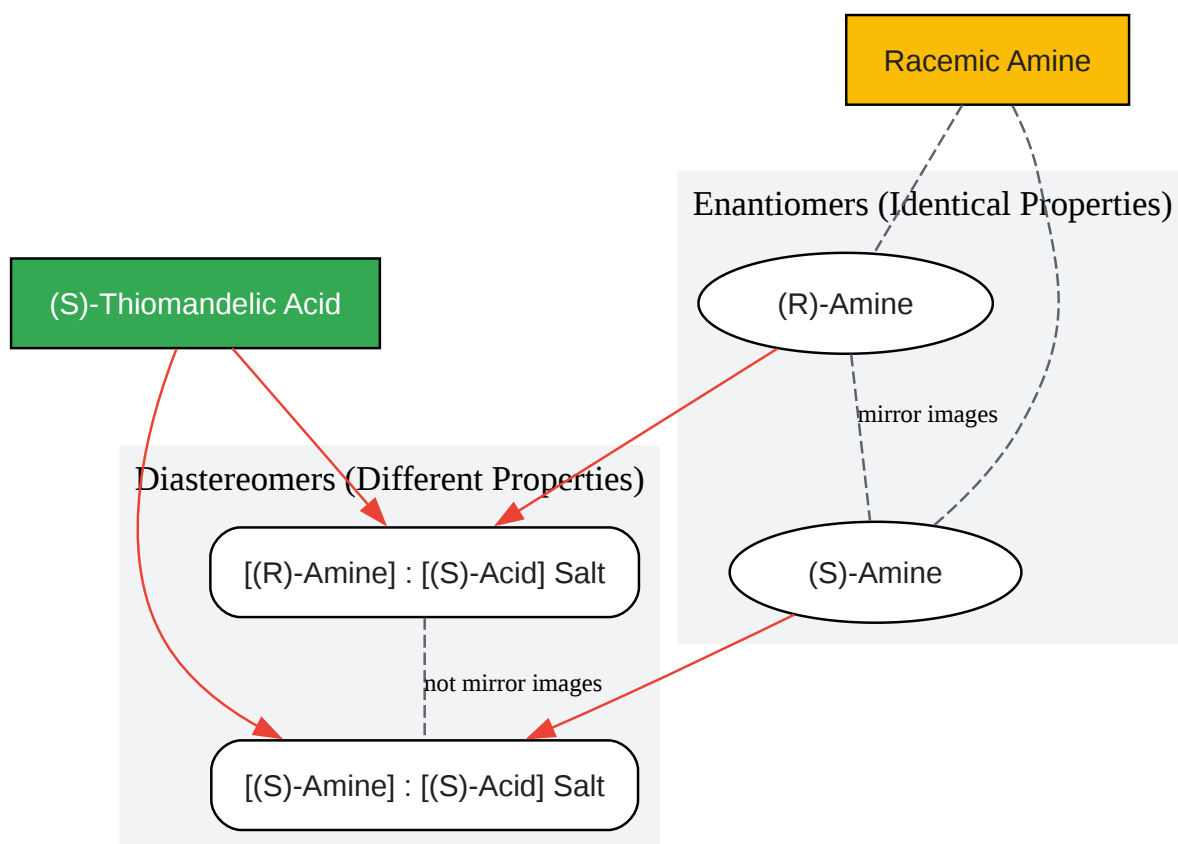 Racemic Amine
Enantiomers (Identical Properties)
(S)-Thiomandelic Acid
(R)-Amine
mirror images
Diastereomers (Different Properties)
[(R)-Amine] : [(S)-Acid] Salt
(S)-Amine
not mirror images
[(S)-Amine] : [(S)-Acid] Salt